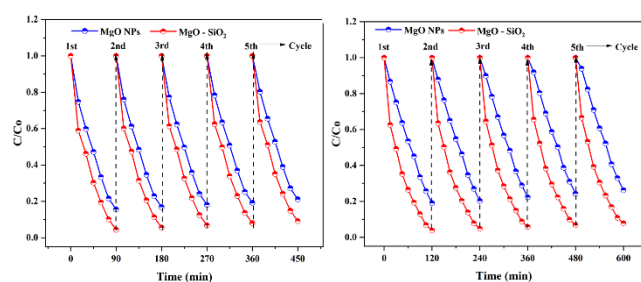 MgO NPs MgO - SiO₂
1st 2nd 3rd 4th 5th Cycle
1.2
1.0
0.8
0.6
0.4
0.2
0.0
C/Co
0 90 180 270 360 450
Time (min)
MgO NPs MgO - SiO₂
1st 2nd 3rd 4th 5th Cycle
1.2
1.0
0.8
0.6
0.4
0.2
0.0
C/Co
0 120 240 360 480 600
Time (min)